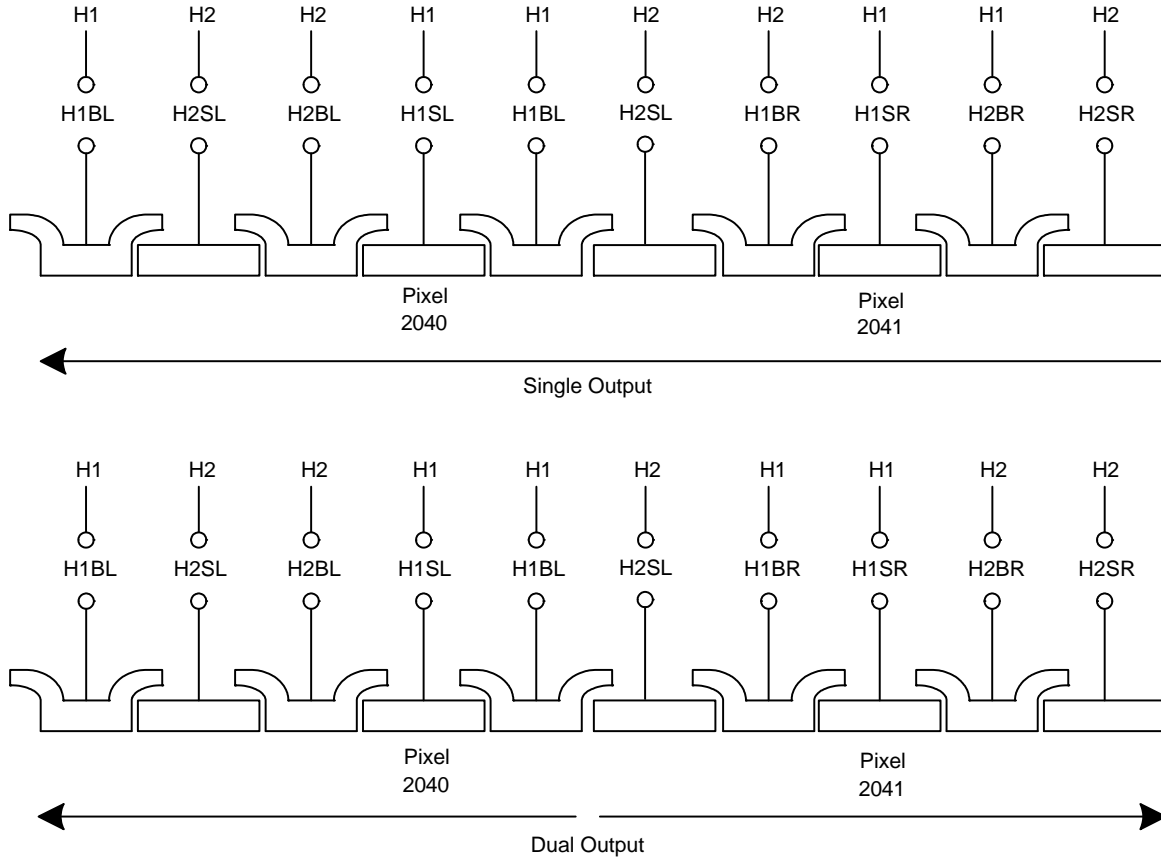 H1 H2 H2 H1 H1 H2 H2 H1 H1 H2
H1BL H2SL H2BL H1SL H1BL H2SL H1BR H1SR H2BR H2SR
Pixel Pixel
2040 2041
Single Output
H1 H2 H2 H1 H1 H2 H1 H1 H2 H2
H1BL H2SL H2BL H1SL H1BL H2SL H1BR H1SR H2BR H2SR
Pixel Pixel
2040 2041
Dual Output